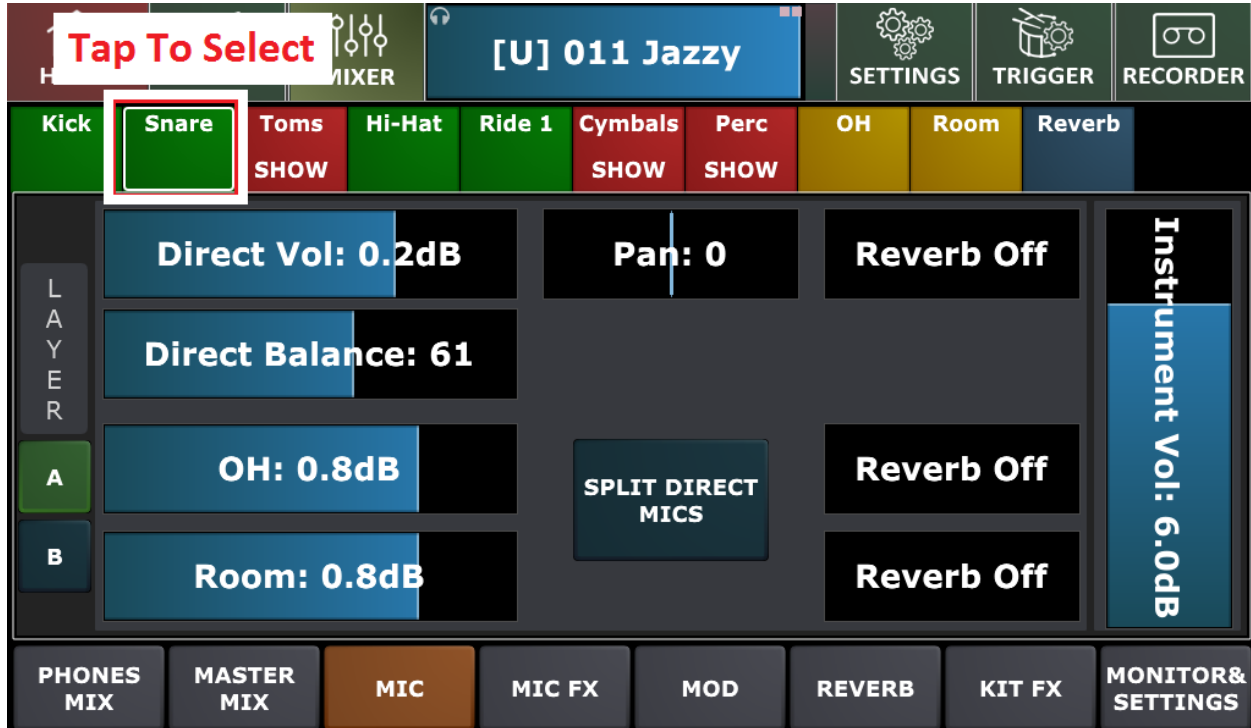 Tap To Select
H
MIXER
[U] 011 Jazzy
SETTINGS
TRIGGER
RECORDER
Kick
Snare
Toms
SHOW
Hi-Hat
Ride 1
Cymbals
SHOW
Perc
SHOW
OH
Room
Reverb
LAYER
A
B
Direct Vol: 0.2dB
Pan: 0
Reverb Off
Direct Balance: 61
OH: 0.8dB
SPLIT DIRECT
MICS
Reverb Off
Room: 0.8dB
Reverb Off
Instrument Vol: 6.0dB
PHONES
MIX
MASTER
MIX
MIC
MIC FX
MOD
REVERB
KIT FX
MONITOR&
SETTINGS